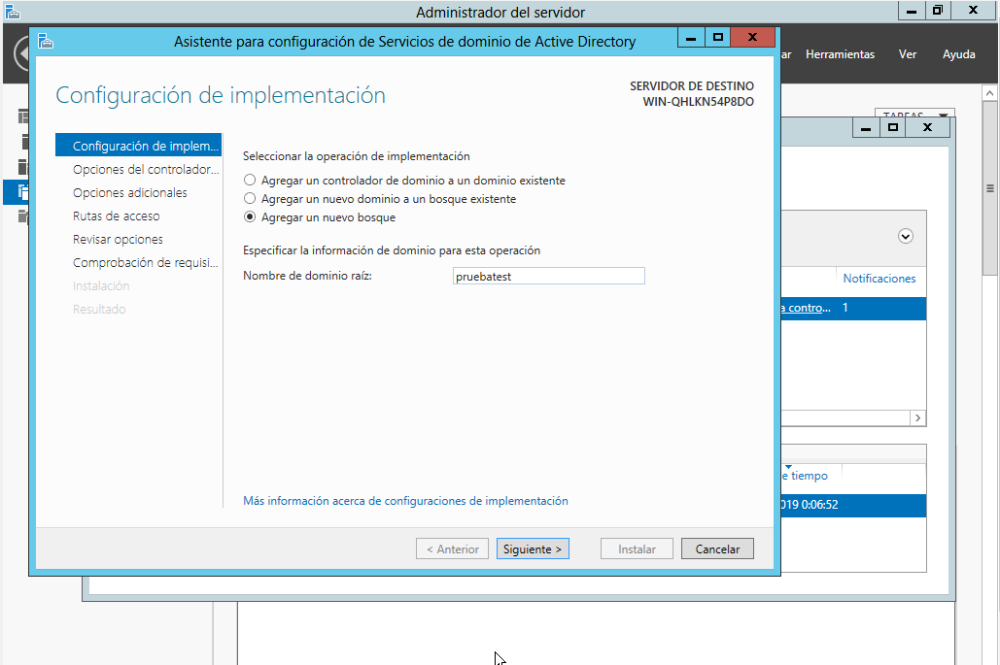 Administrador del servidor
Asistente para configuración de Servicios de dominio de Active Directory
Herramientas
Ver
Ayuda
Configuración de implementación
SERVIDOR DE DESTINO
WIN-QHLKN54P8DO
TAREAS
Configuración de implem...
Opciones del controlador...
Opciones adicionales
Rutas de acceso
Revisar opciones
Comprobación de requisi...
Instalación
Resultado
Seleccionar la operación de implementación
Agregar un controlador de dominio a un dominio existente
Agregar un nuevo dominio a un bosque existente
Agregar un nuevo bosque
Especificar la información de dominio para esta operación
Nombre de dominio raíz: pruebatest
Notificaciones
a contro... 1
e tiempo
019 0:06:52
Más información acerca de configuraciones de implementación
< Anterior
Siguiente >
Instalar
Cancelar